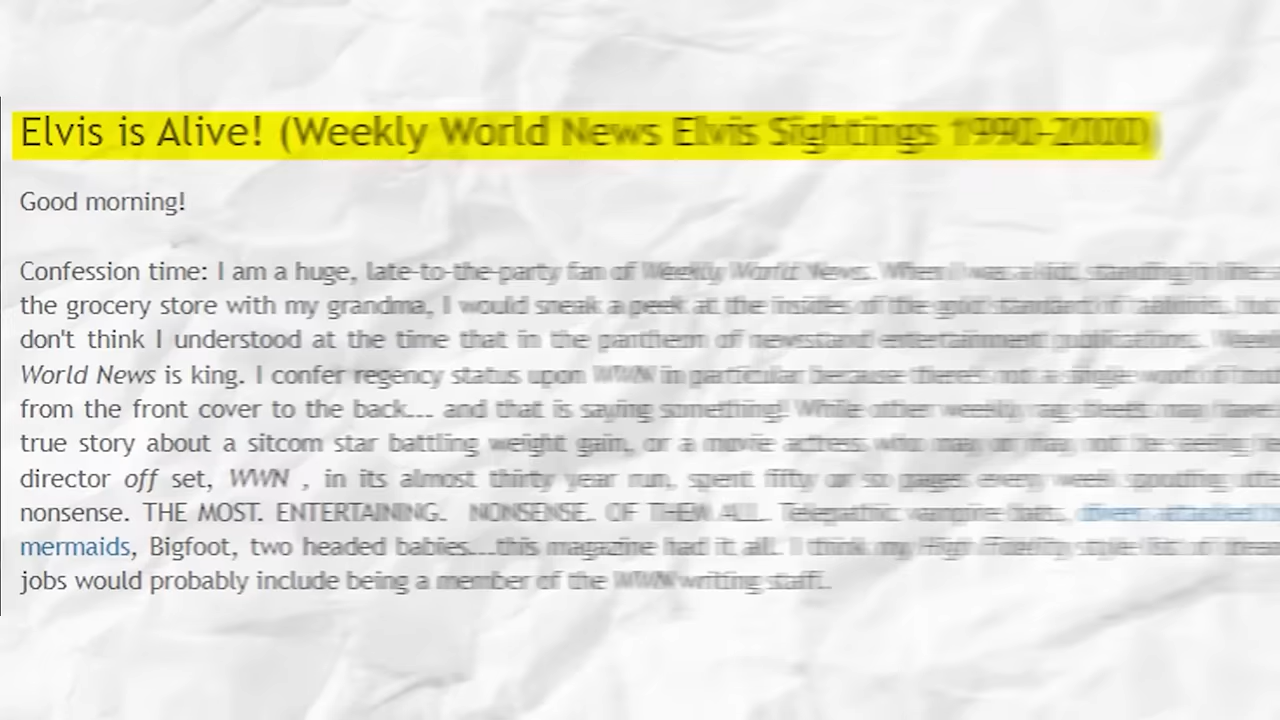 Elvis is Alive! (Weekly World News Elvis Sightings 1990-2000)
Good morning!
Confession time: I am a huge, late-to-the-party fan of Weekly World News. When I was a kid, standing in line
the grocery store with my grandma, I would sneak a peek at the insides of the gold standard of tabloids, but
don't think I understood at the time that in the pantheon of newsstand entertainment publications,
World News is king. I confer regency status upon WWN in particular because there's not a single word of
from the front cover to the back... and that is saying something! While other weekly rag sheets may have
true story about a sitcom star battling weight gain, or a movie actress who may or may not be seeing
director off set, WWN , in its almost thirty year run, spent fifty or so pages every week spouting
nonsense. THE MOST. ENTERTAINING. NONSENSE. OF THEM ALL. Telepathic vampire bats,
mermaids, Bigfoot, two headed babies....this magazine had it all. I think my High Fidelity style list of
jobs would probably include being a member of the WWN writing staff.